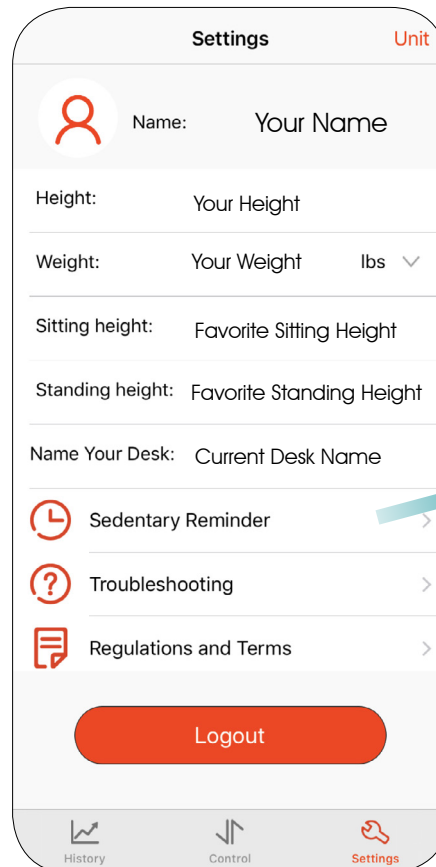 Settings Unit
Name: Your Name
Height: Your Height
Weight: Your Weight lbs
Sitting height: Favorite Sitting Height
Standing height: Favorite Standing Height
Name Your Desk: Current Desk Name
Sedentary Reminder
Troubleshooting
Regulations and Terms
Logout
History Control Settings